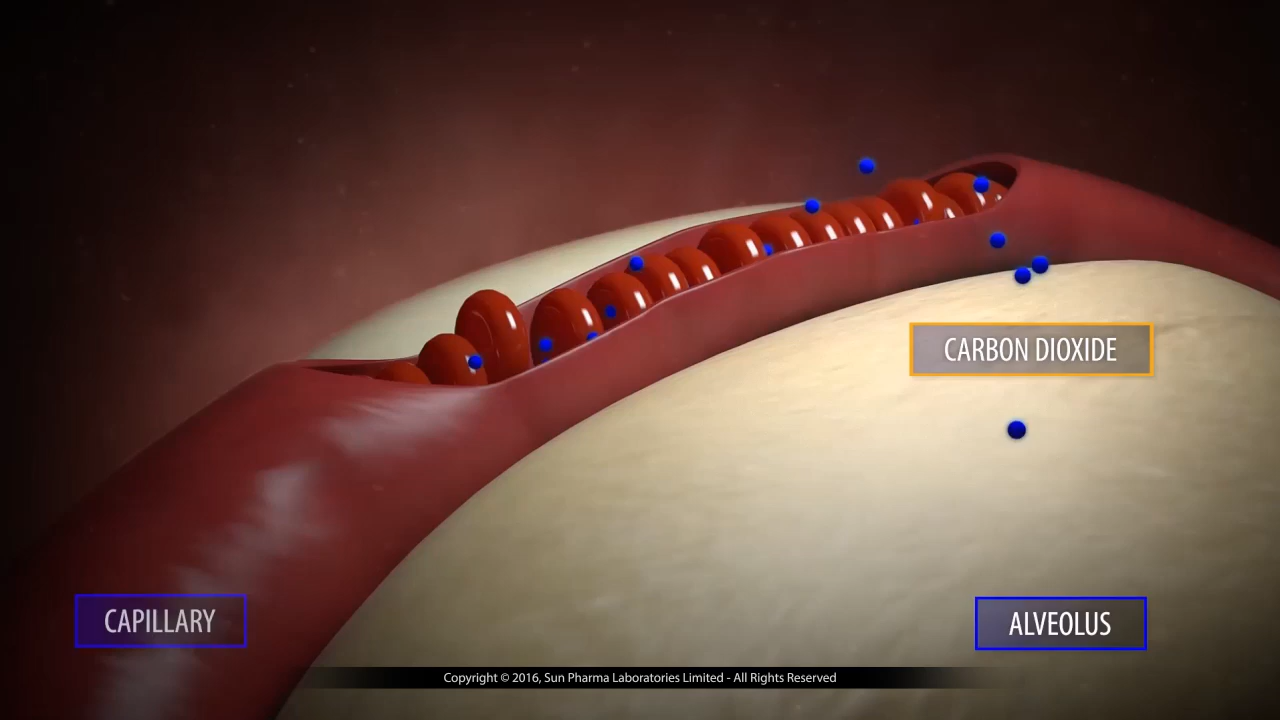 CARBON DIOXIDE
CAPILLARY
ALVEOLUS
Copyright © 2016, Sun Pharma Laboratories Limited - All Rights Reserved